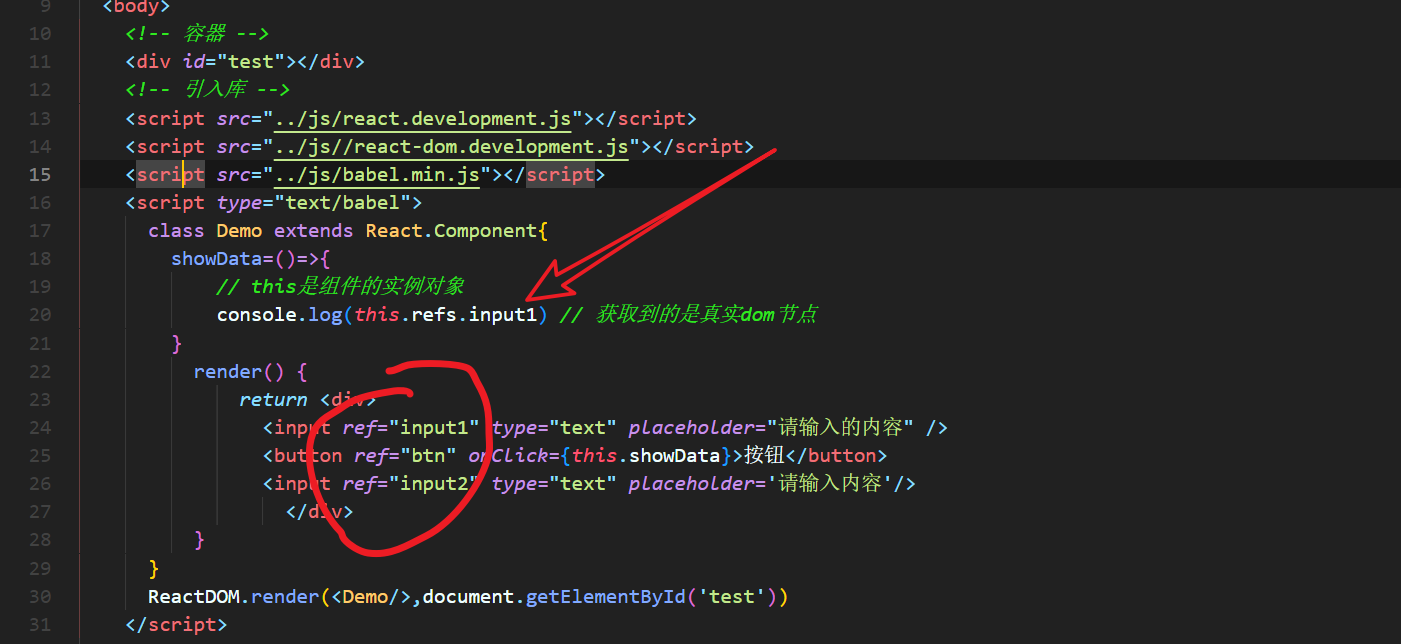 9 <body>
10 <!-- 容器 -->
11 <div id="test"></div>
12 <!-- 引入库 -->
13 <script src="../js/react.development.js"></script>
14 <script src="../js//react-dom.development.js"></script>
15 <script src="../js/babel.min.js"></script>
16 <script type="text/babel">
17 class Demo extends React.Component{
18 showData=()=>{
19 // this是组件的实例对象
20 console.log(this.refs.input1) // 获取到的是真实dom节点
21 }
22 render() {
23 return <div>
24 <input ref="input1" type="text" placeholder="请输入的内容" />
25 <button ref="btn" onClick={this.showData}>按钮</button>
26 <input ref="input2" type="text" placeholder='请输入内容'/>
27 </div>
28 }
29 }
30 ReactDOM.render(<Demo/>,document.getElementById('test'))
31 </script>